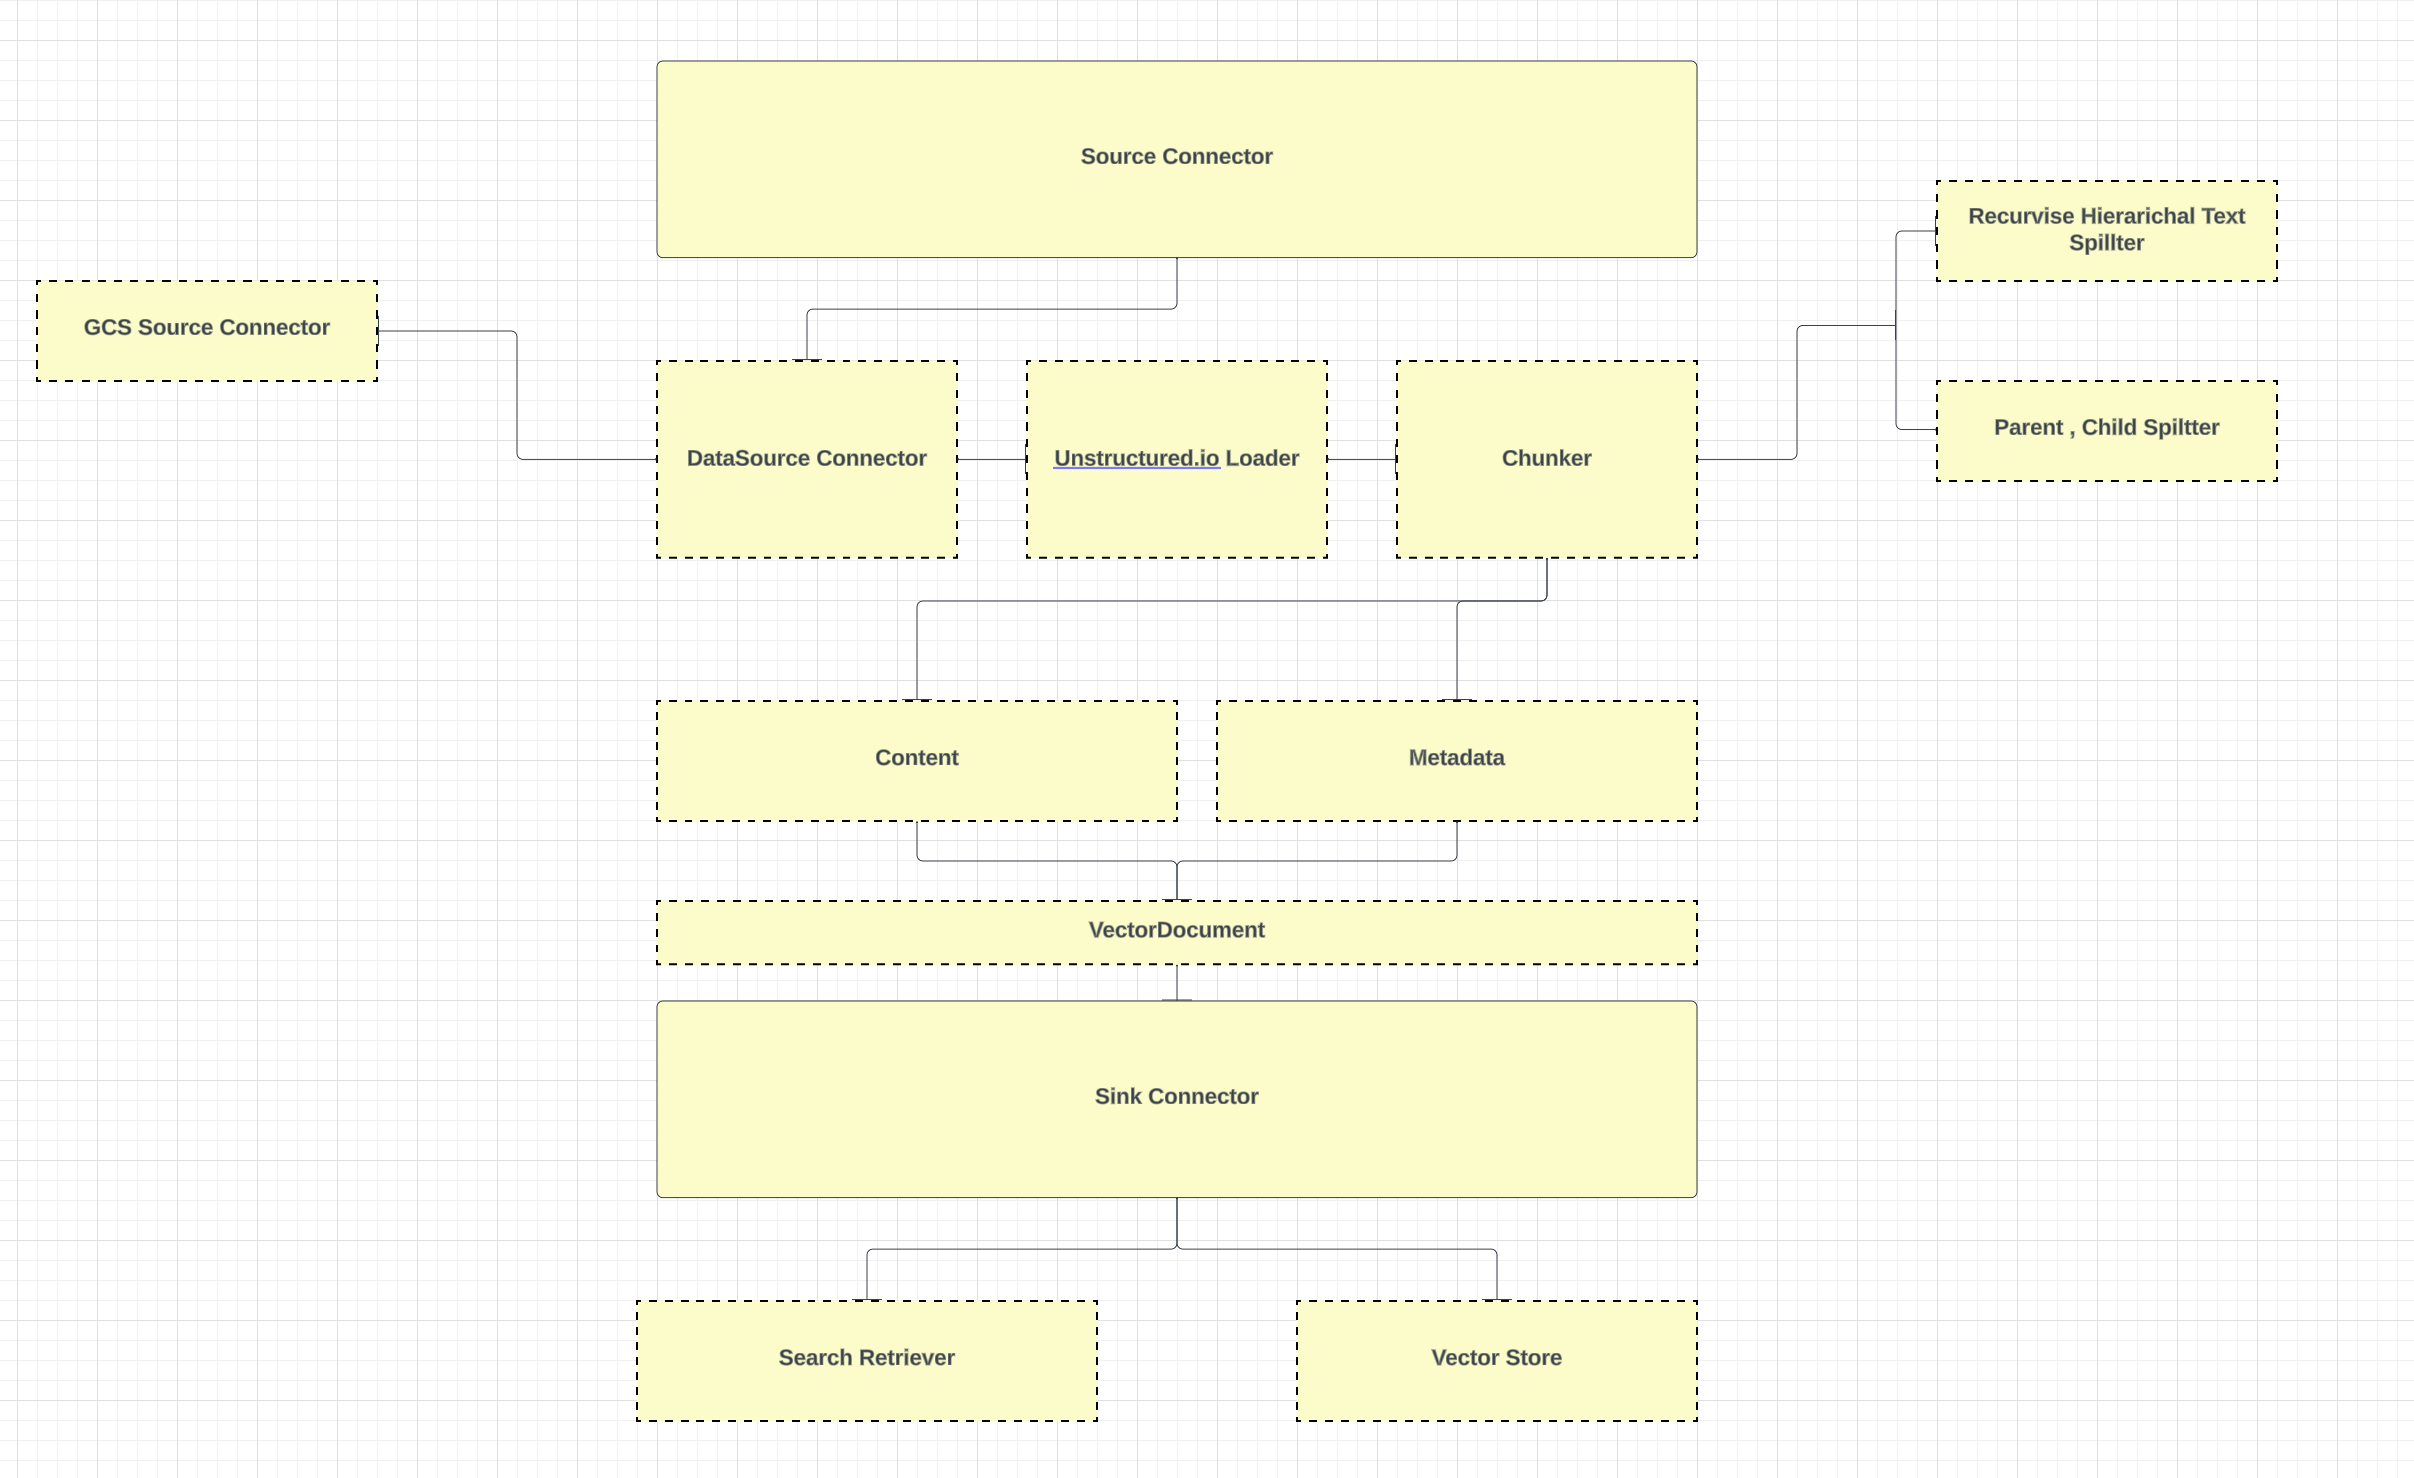 Source Connector
Recurvise Hierarichal Text
Spillter
GCS Source Connector
DataSource Connector
Unstructured.io Loader
Chunker
Parent , Child Spiltter
Content
Metadata
VectorDocument
Sink Connector
Search Retriever
Vector Store